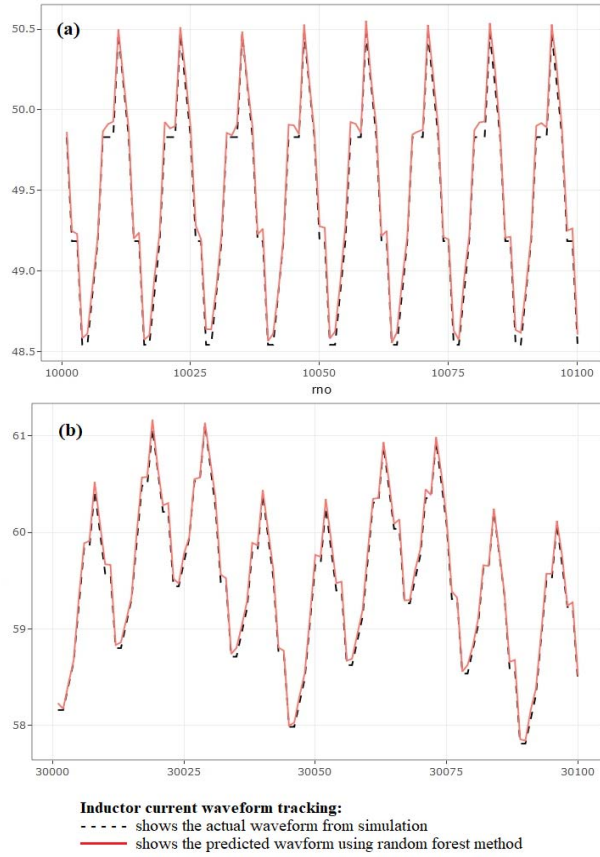 (a)
50.5
50.0
49.5
49.0
48.5
10000 10025 10050 10075 10100
rno
(b)
61
60
59
58
30000 30025 30050 30075 30100
Inductor current waveform tracking:
shows the actual waveform from simulation
shows the predicted wavform using random forest method